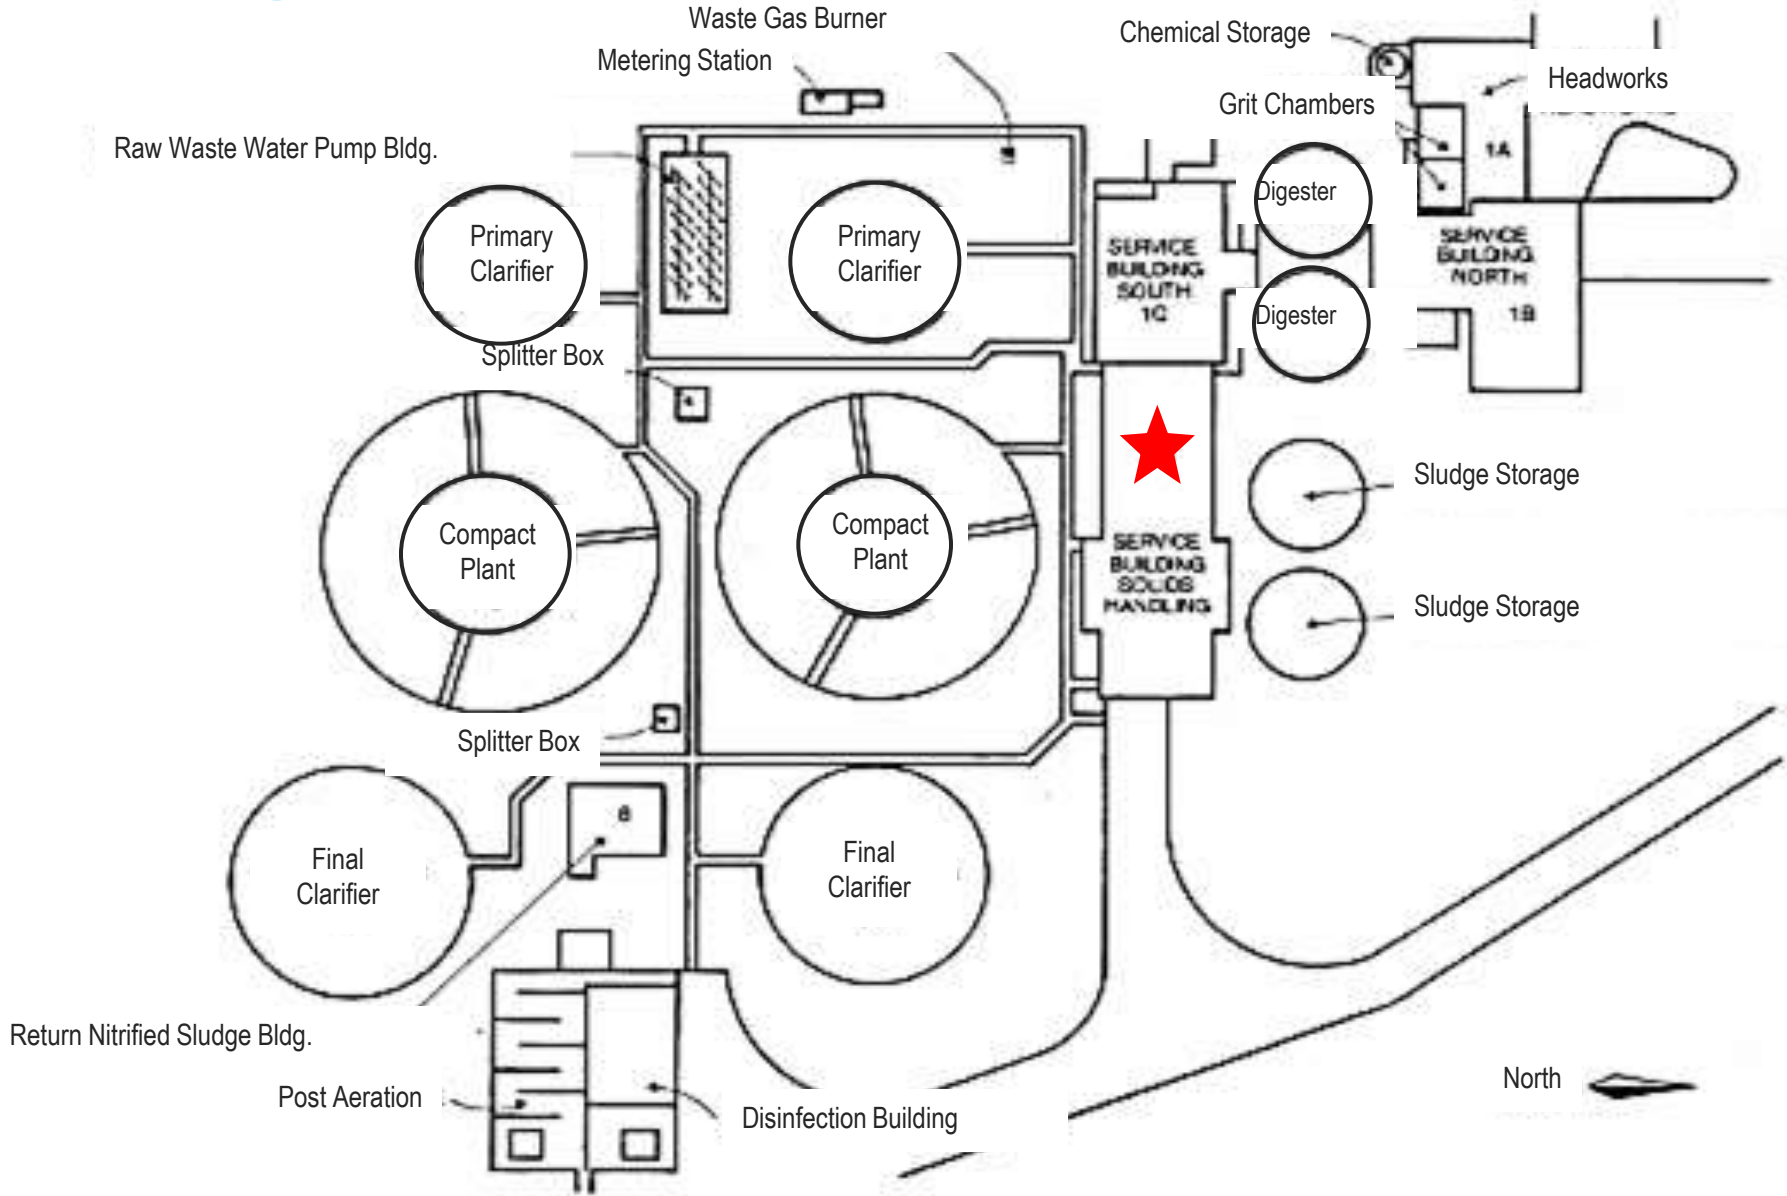 Waste Gas Burner
Chemical Storage
Metering Station
Headworks
Grit Chambers
Raw Waste Water Pump Bldg.
1A
Digester
Primary
Clarifier
Primary
Clarifier
SERVICE
BUILDING
SOUTH
1C
SERVICE
BUILDING
NORTH
1B
Digester
Splitter Box
Sludge Storage
Compact
Plant
Compact
Plant
SERVICE
BUILDING
SOLIDS
HANDLING
Sludge Storage
Splitter Box
8
Final
Clarifier
Final
Clarifier
Return Nitrified Sludge Bldg.
Post Aeration
Disinfection Building
North